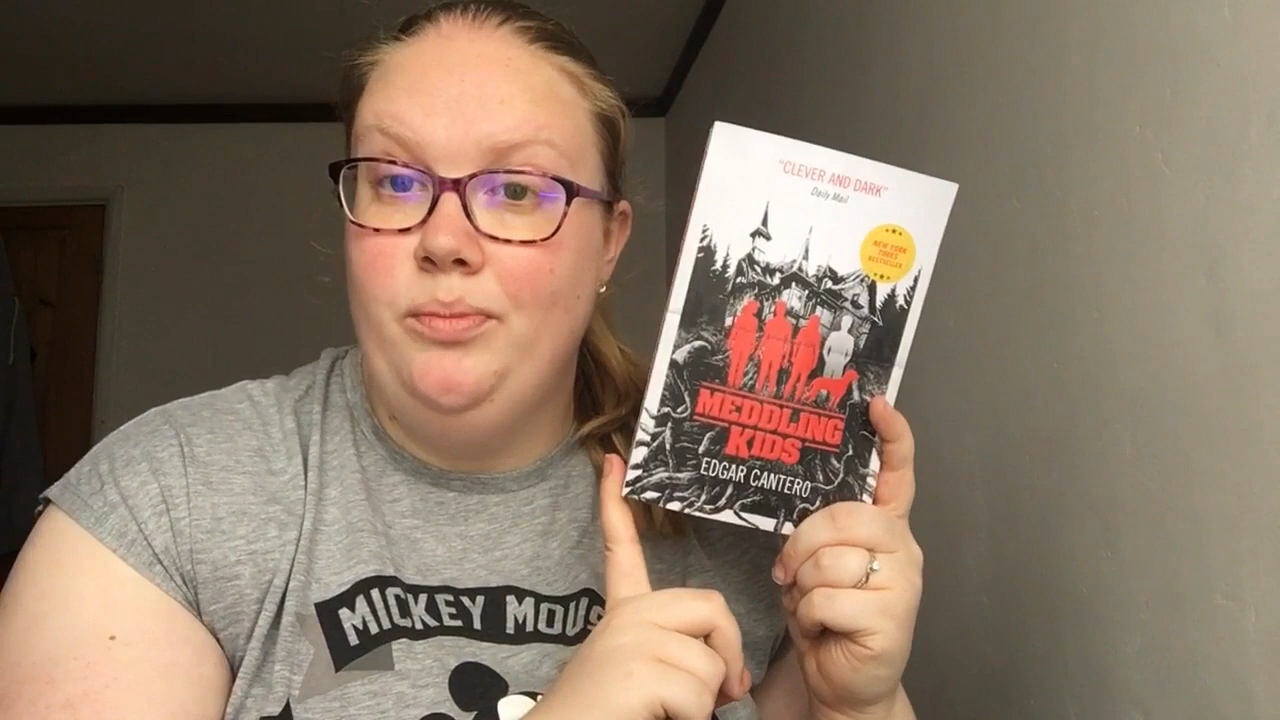 "CLEVER AND DARK"
Daily Mail
NEW YORK
TIMES
BESTSELLER
MEDDLING
KIDS
EDGAR CANTERO
MICKEY MOUS